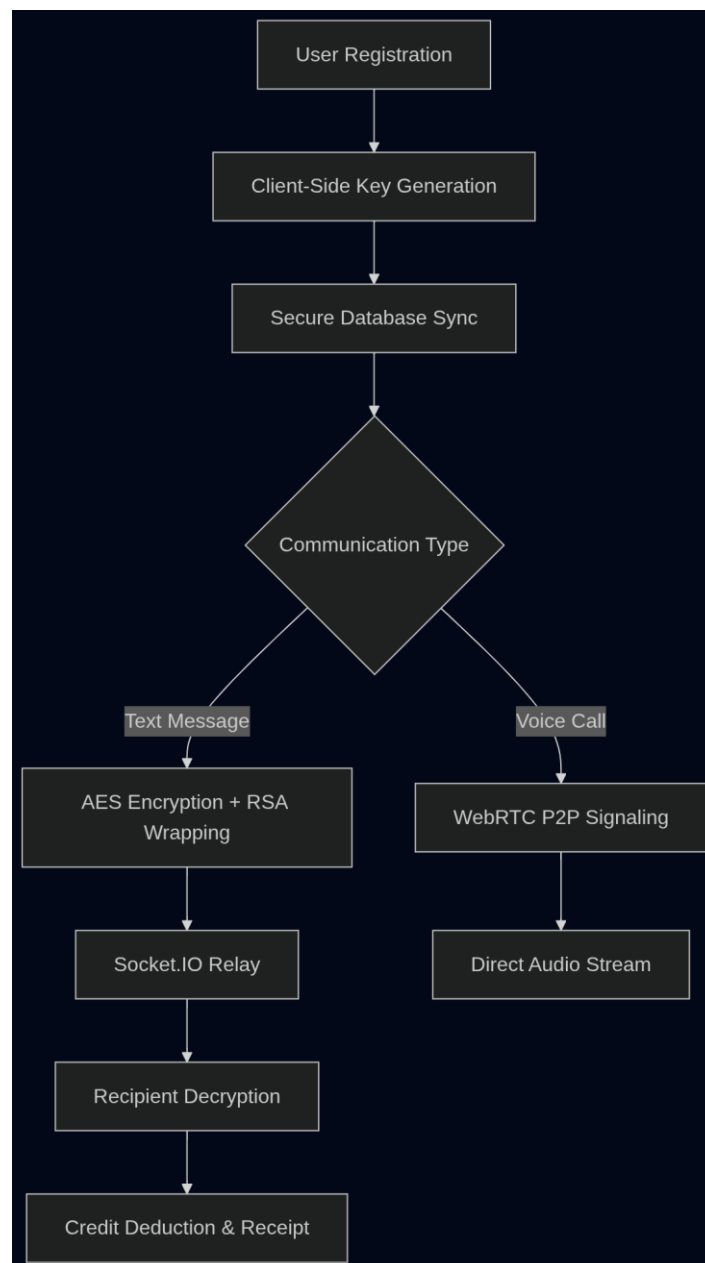 User Registration
Client-Side Key Generation
Secure Database Sync
Communication Type
Text Message
Voice Call
AES Encryption + RSA
Wrapping
WebRTC P2P Signaling
Socket.IO Relay
Direct Audio Stream
Recipient Decryption
Credit Deduction & Receipt